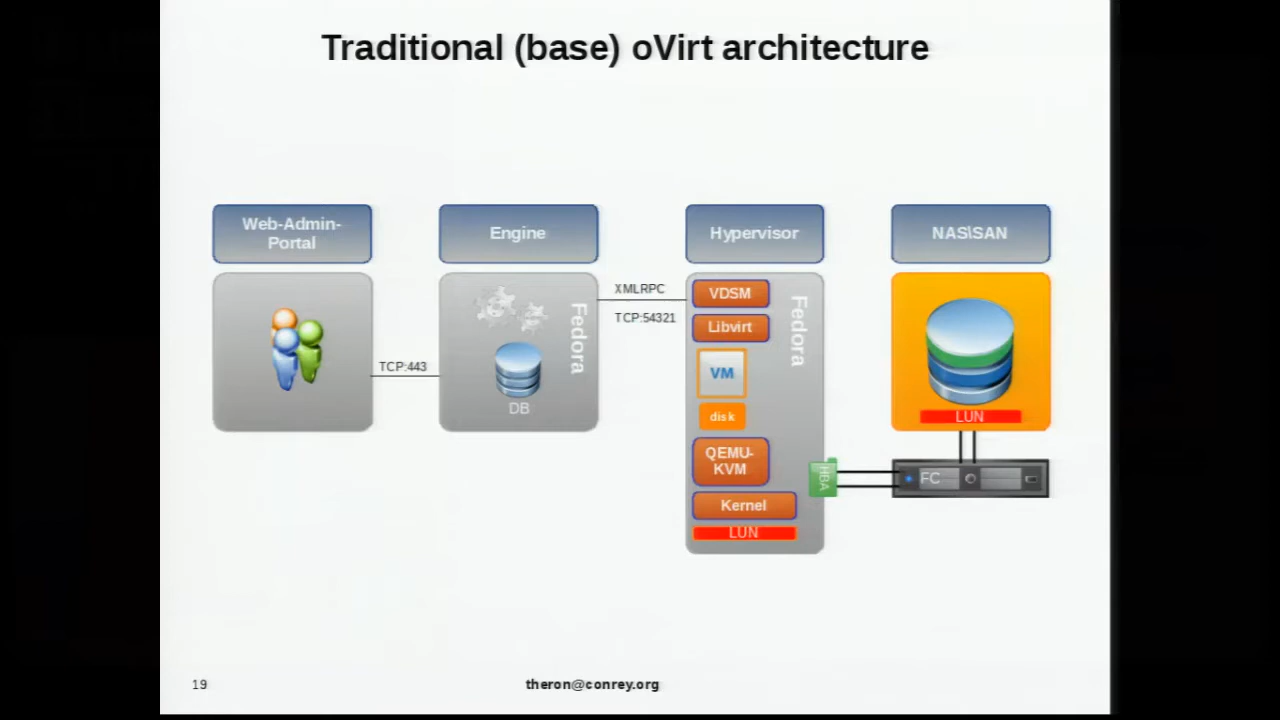 Traditional (base) oVirt architecture
Web-Admin-
Portal
Engine
Hypervisor
NAS\SAN
TCP:443
Fedora
DB
XMLRPC
TCP:54321
VDSM
Libvirt
VM
disk
QEMU-
KVM
Kernel
LUN
Fedora
HBA
LUN
FC
19
theron@conrey.org